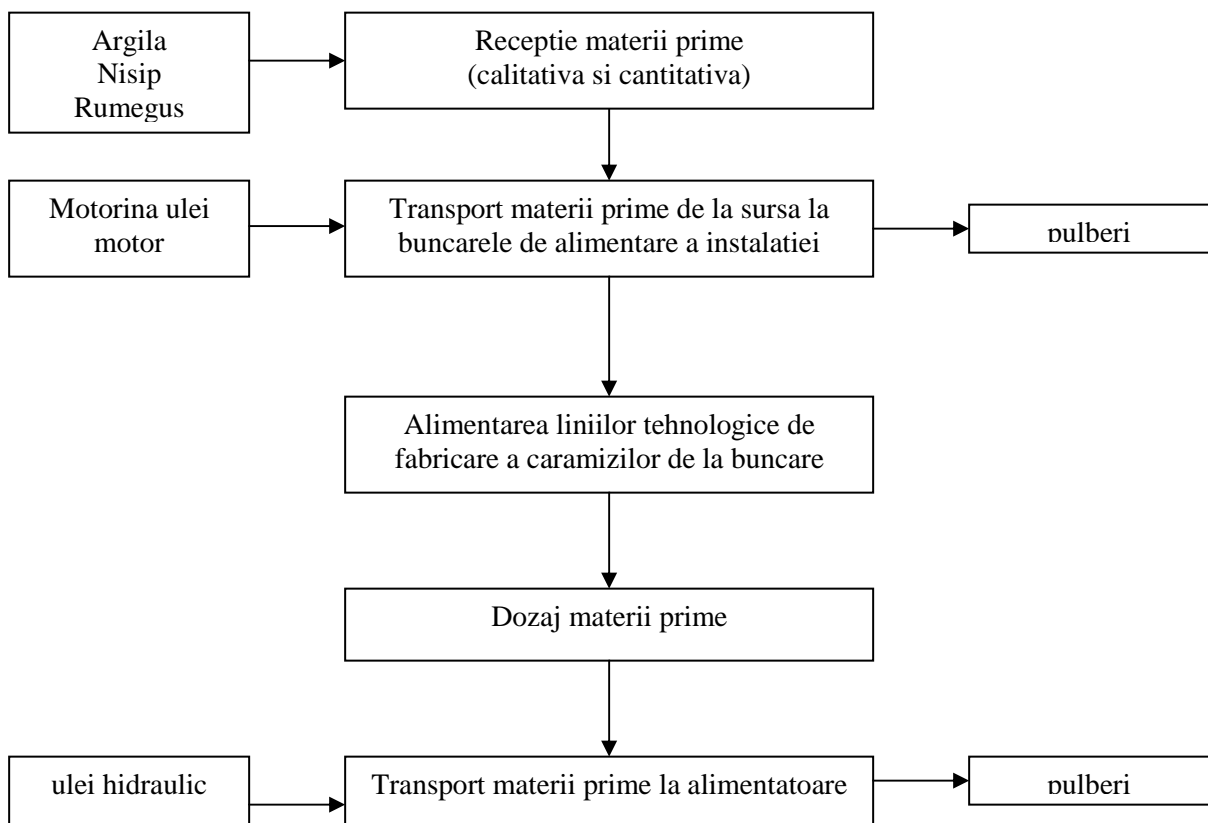 Argila
Nisip
Rumegus
Receptie materii prime
(calitativa si cantitativa)
Motorina ulei
motor
Transport materii prime de la sursa la
buncarele de alimentare a instalatiei
pulberi
Alimentarea liniilor tehnologice de
fabricare a caramizilor de la buncare
Dozaj materii prime
ulei hidraulic
Transport materii prime la alimentatoare
pulberi